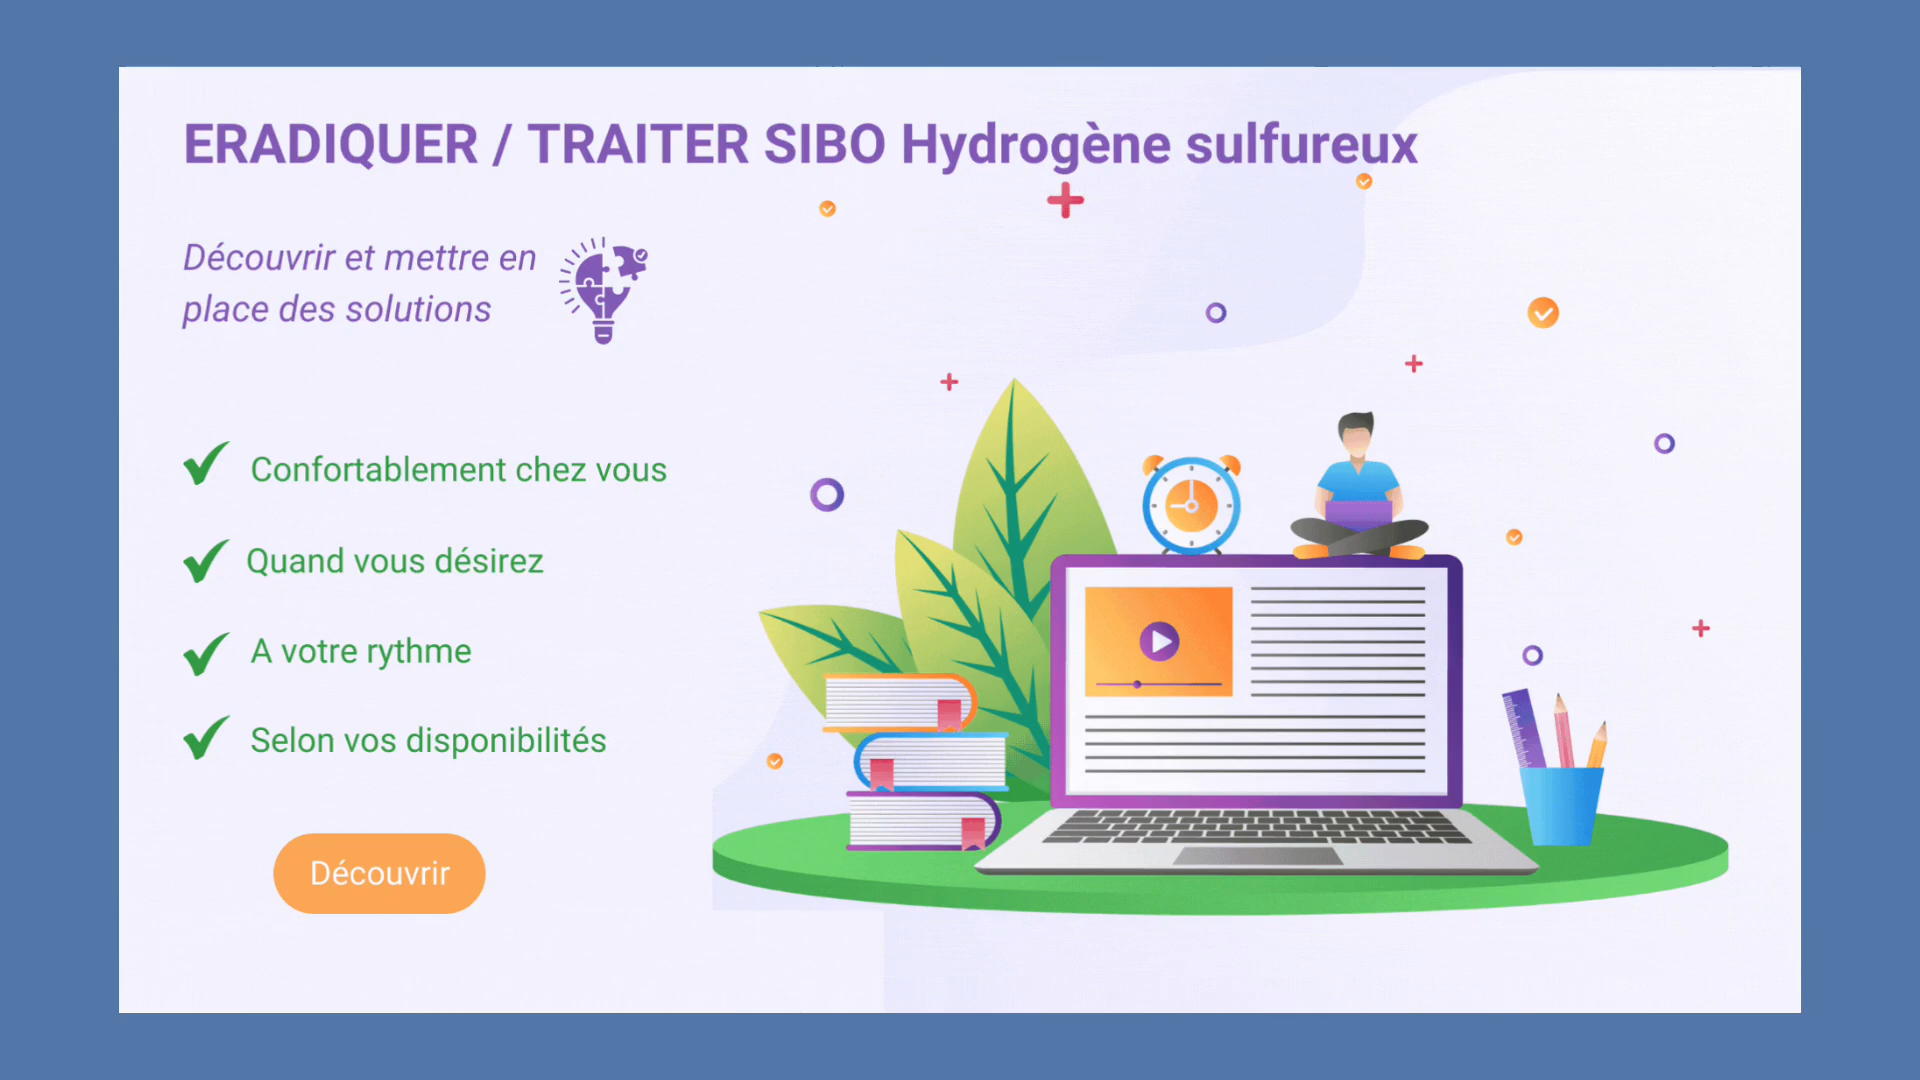 ERADIQUER / TRAITER SIBO Hydrogène sulfureux
Découvrir et mettre en
place des solutions
Confortablement chez vous
Quand vous désirez
A votre rythme
Selon vos disponibilités
Découvrir